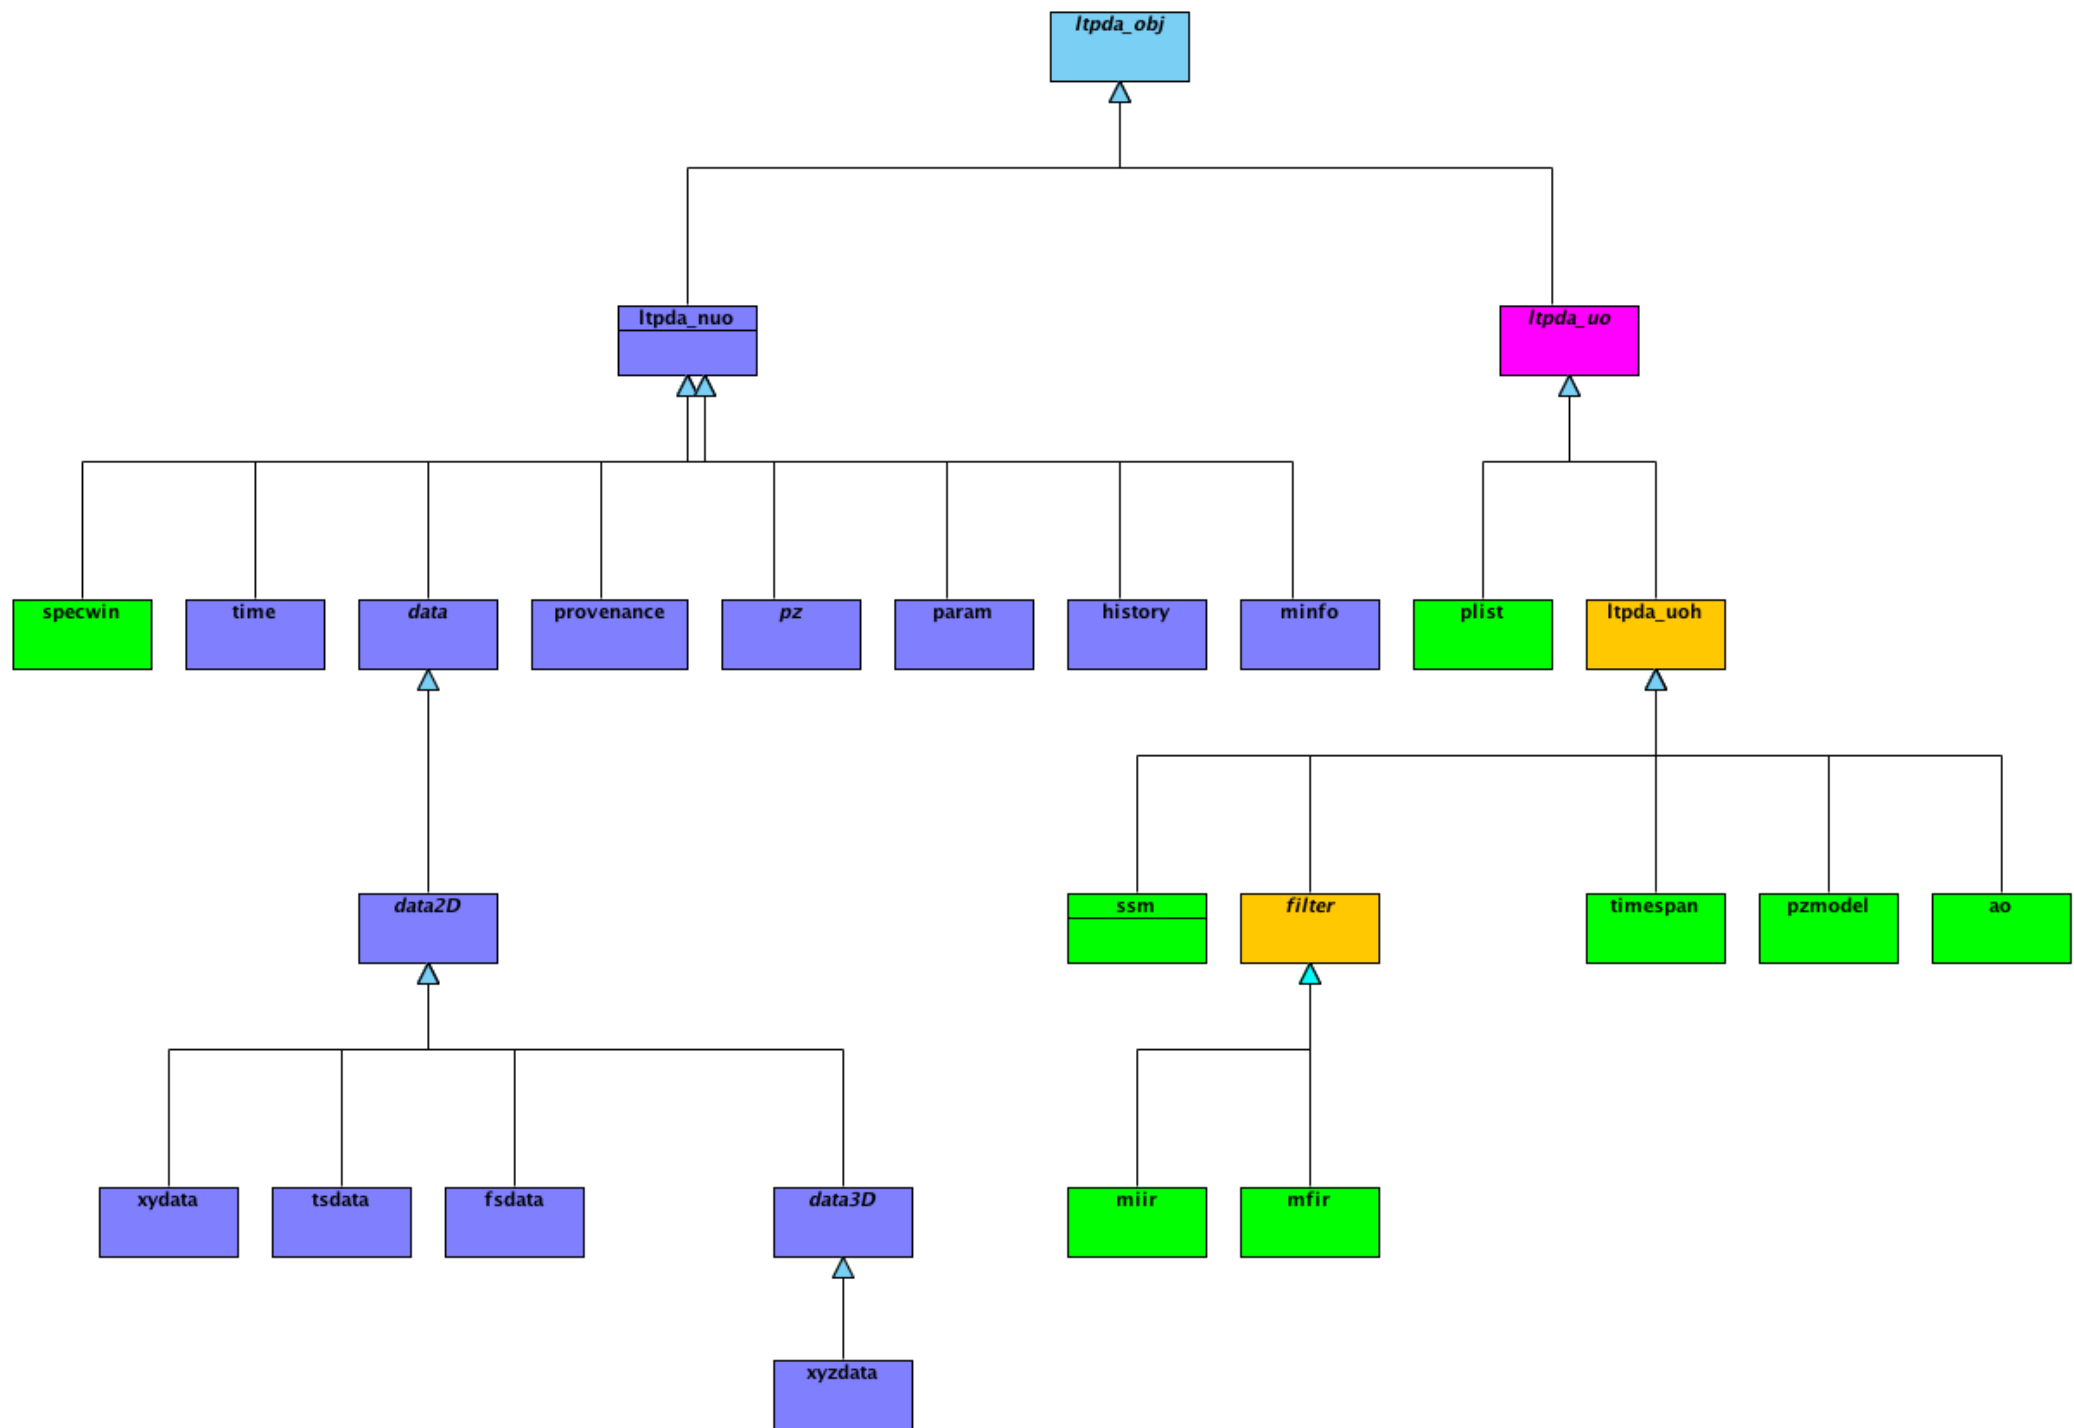 ltpda_obj
ltpda_nuo
ltpda_uo
specwin
time
data
provenance
pz
param
history
minfo
plist
ltpda_uoh
data2D
ssm
filter
timespan
pzmodel
ao
xydata
tsdata
fsdata
data3D
miir
mfir
xyzdata